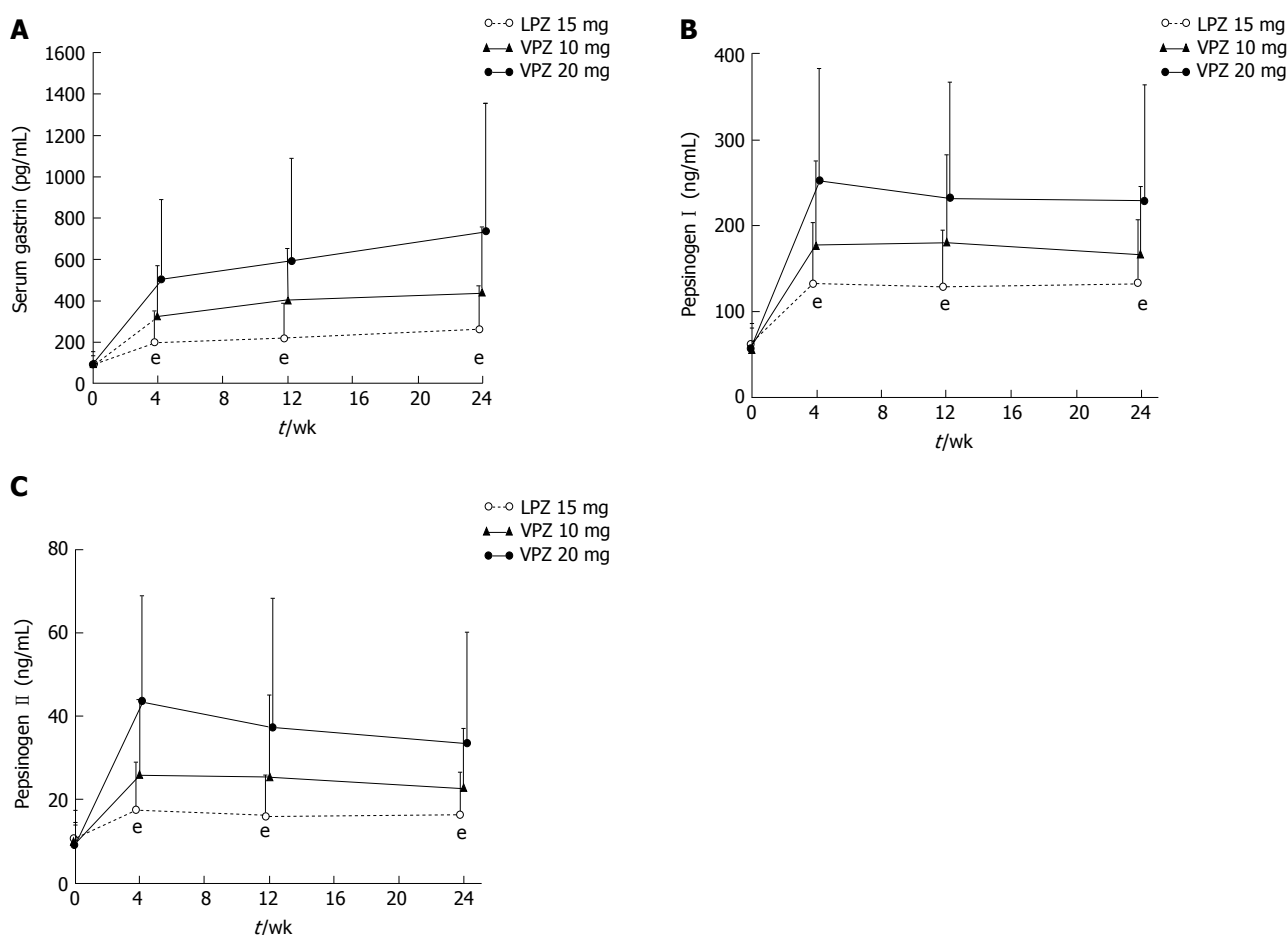 A
LPZ 15 mg
VPZ 10 mg
VPZ 20 mg
Serum gastrin (pg/mL)
1600
1400
1200
1000
800
600
400
200
0
e e e
0 4 8 12 16 20 24
t/wk
B
LPZ 15 mg
VPZ 10 mg
VPZ 20 mg
Pepsinogen Ⅰ (ng/mL)
400
300
200
100
0
e e e
0 4 8 12 16 20 24
t/wk
C
LPZ 15 mg
VPZ 10 mg
VPZ 20 mg
Pepsinogen Ⅱ (ng/mL)
80
60
40
20
0
e e e
0 4 8 12 16 20 24
t/wk